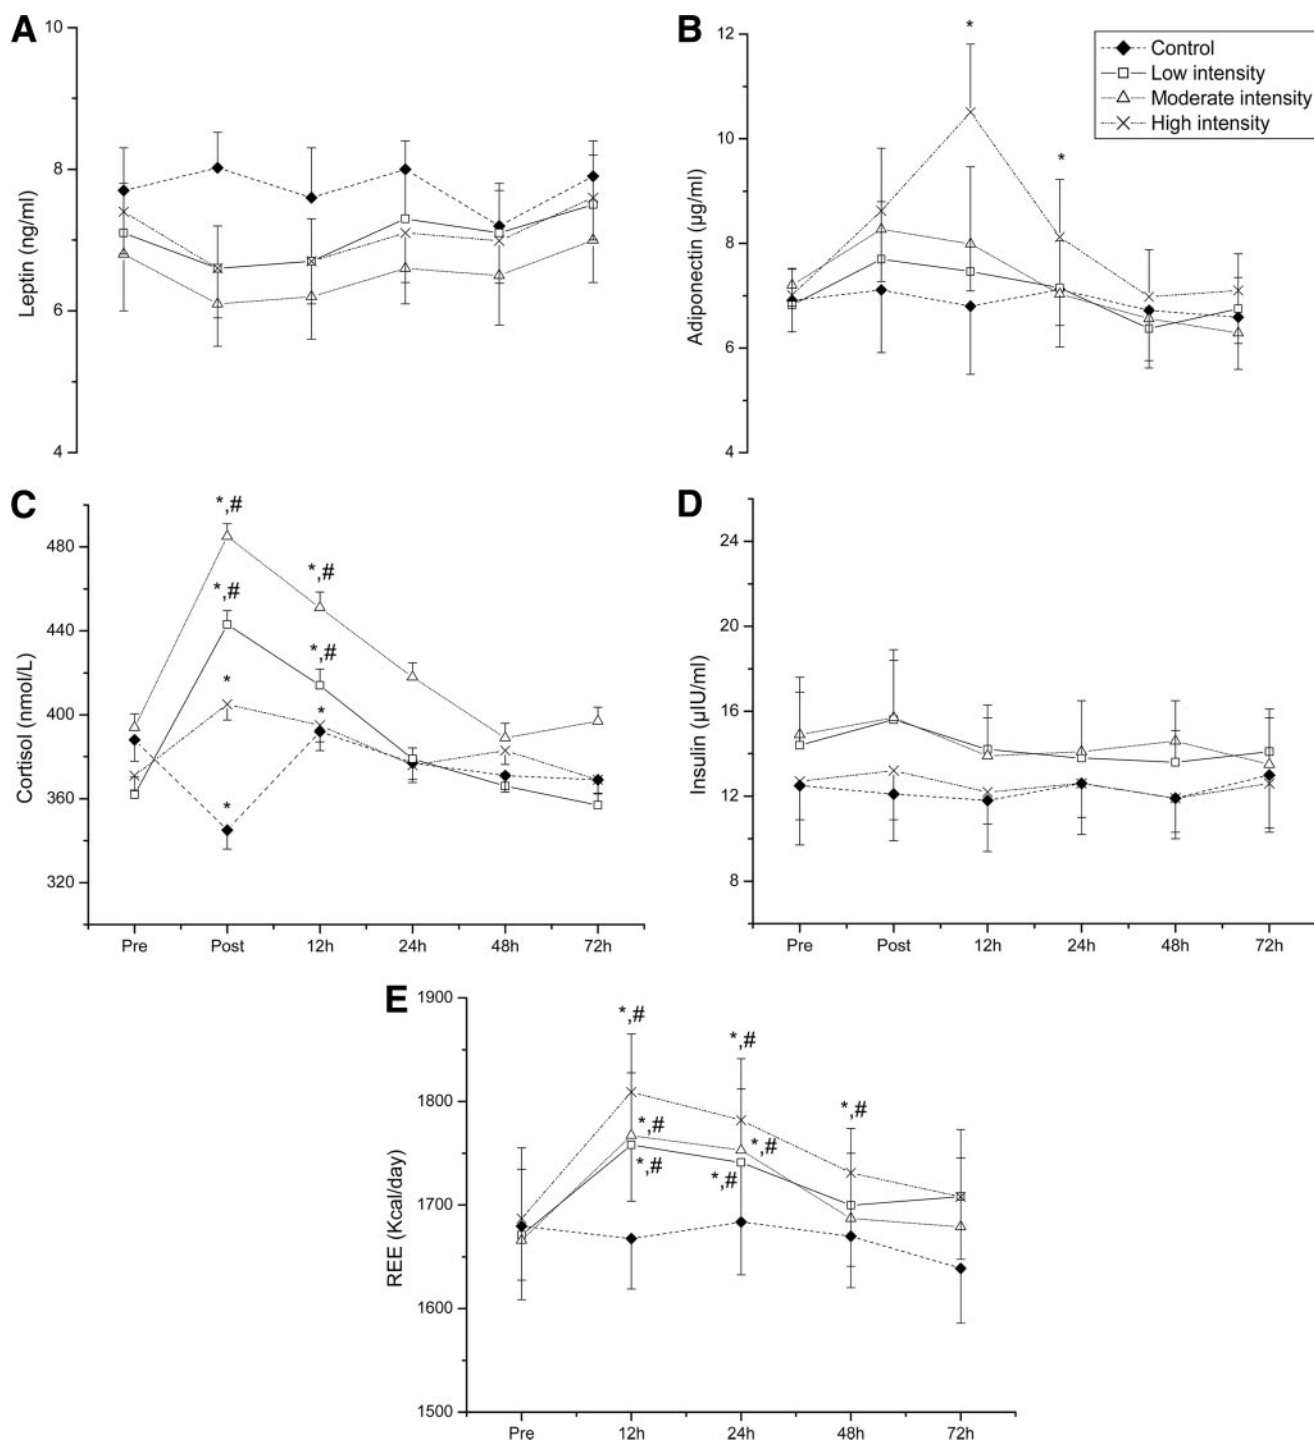 A
10
8
6
4
Leptin (ng/ml)
B
12
10
8
6
4
Adiponectin (µg/ml)
*
*
Control
Low intensity
Moderate intensity
High intensity
C
480
440
400
360
320
Cortisol (nmol/L)
*,#
*,#
*
*
*,#
*,#
*
Pre Post 12h 24h 48h 72h
D
24
20
16
12
8
Insulin (µIU/ml)
Pre Post 12h 24h 48h 72h
E
1900
1800
1700
1600
1500
REE (Kcal/day)
*,#
*,#
*,#
*,#
*,#
*,#
*,#
Pre 12h 24h 48h 72h